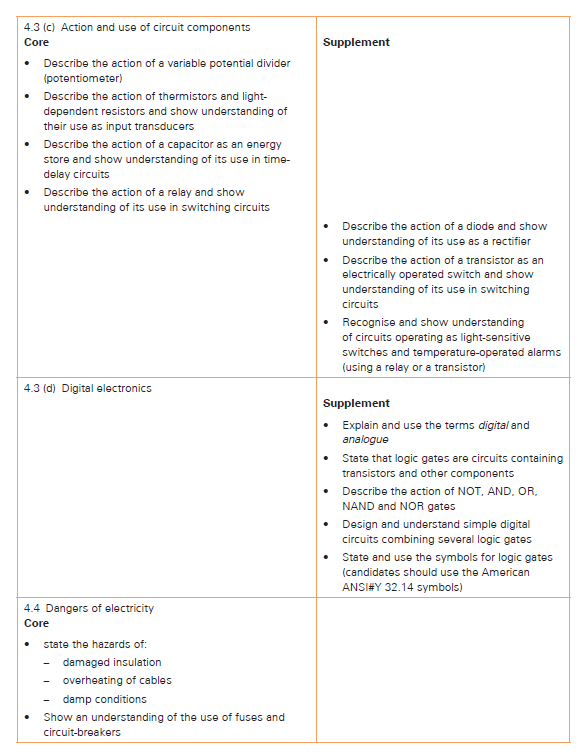 4.3 (c) Action and use of circuit components
Core
• Describe the action of a variable potential divider
(potentiometer)
• Describe the action of thermistors and light-
dependent resistors and show understanding of
their use as input transducers
• Describe the action of a capacitor as an energy
store and show understanding of its use in time-
delay circuits
• Describe the action of a relay and show
understanding of its use in switching circuits
Supplement
• Describe the action of a diode and show
understanding of its use as a rectifier
• Describe the action of a transistor as an
electrically operated switch and show
understanding of its use in switching
circuits
• Recognise and show understanding
of circuits operating as light-sensitive
switches and temperature-operated alarms
(using a relay or a transistor)
4.3 (d) Digital electronics
Supplement
• Explain and use the terms digital and
analogue
• State that logic gates are circuits containing
transistors and other components
• Describe the action of NOT, AND, OR,
NAND and NOR gates
• Design and understand simple digital
circuits combining several logic gates
• State and use the symbols for logic gates
(candidates should use the American
ANSI#Y 32.14 symbols)
4.4 Dangers of electricity
Core
• state the hazards of:
– damaged insulation
– overheating of cables
– damp conditions
• Show an understanding of the use of fuses and
circuit-breakers